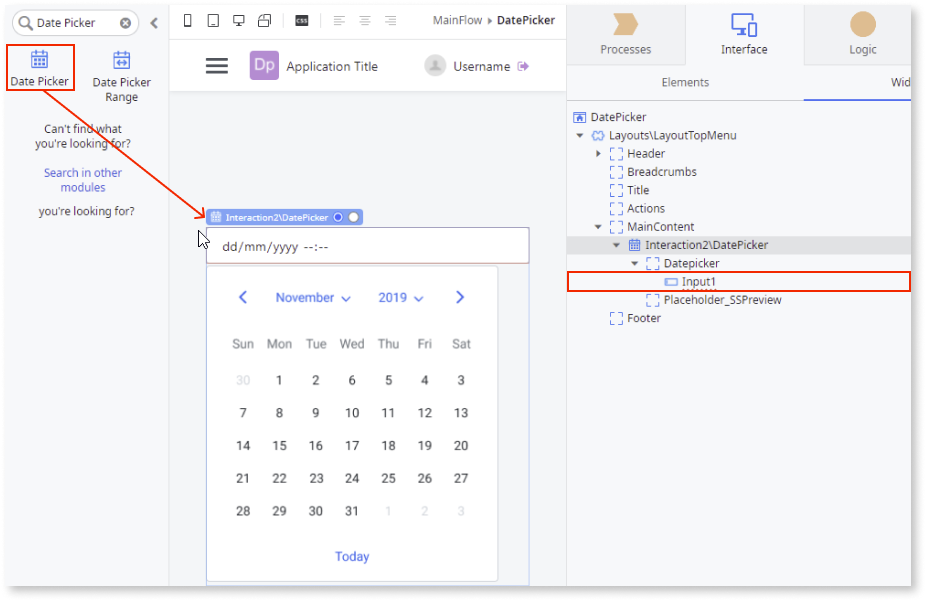 Date Picker
Date Picker
Date Picker
Range
Can't find what
you're looking for?
Search in other
modules
you're looking for?
css
MainFlow DatePicker
Dp Application Title
Username
Interaction2\DatePicker
dd/mm/yyyy --:--
November 2019
Sun Mon Tue Wed Thu Fri Sat
30 1 2 6 5 4 3
7 8 9 10 11 12 13
14 15 16 17 18 19 20
21 22 23 24 25 26 27
28 29 30 31 1 2 3
Today
Processes
Interface
Logic
Elements
Wid
DatePicker
Layouts\LayoutTopMenu
Header
Breadcrumbs
Title
Actions
MainContent
Interaction2\DatePicker
Datepicker
Input1
Placeholder_SSPreview
Footer